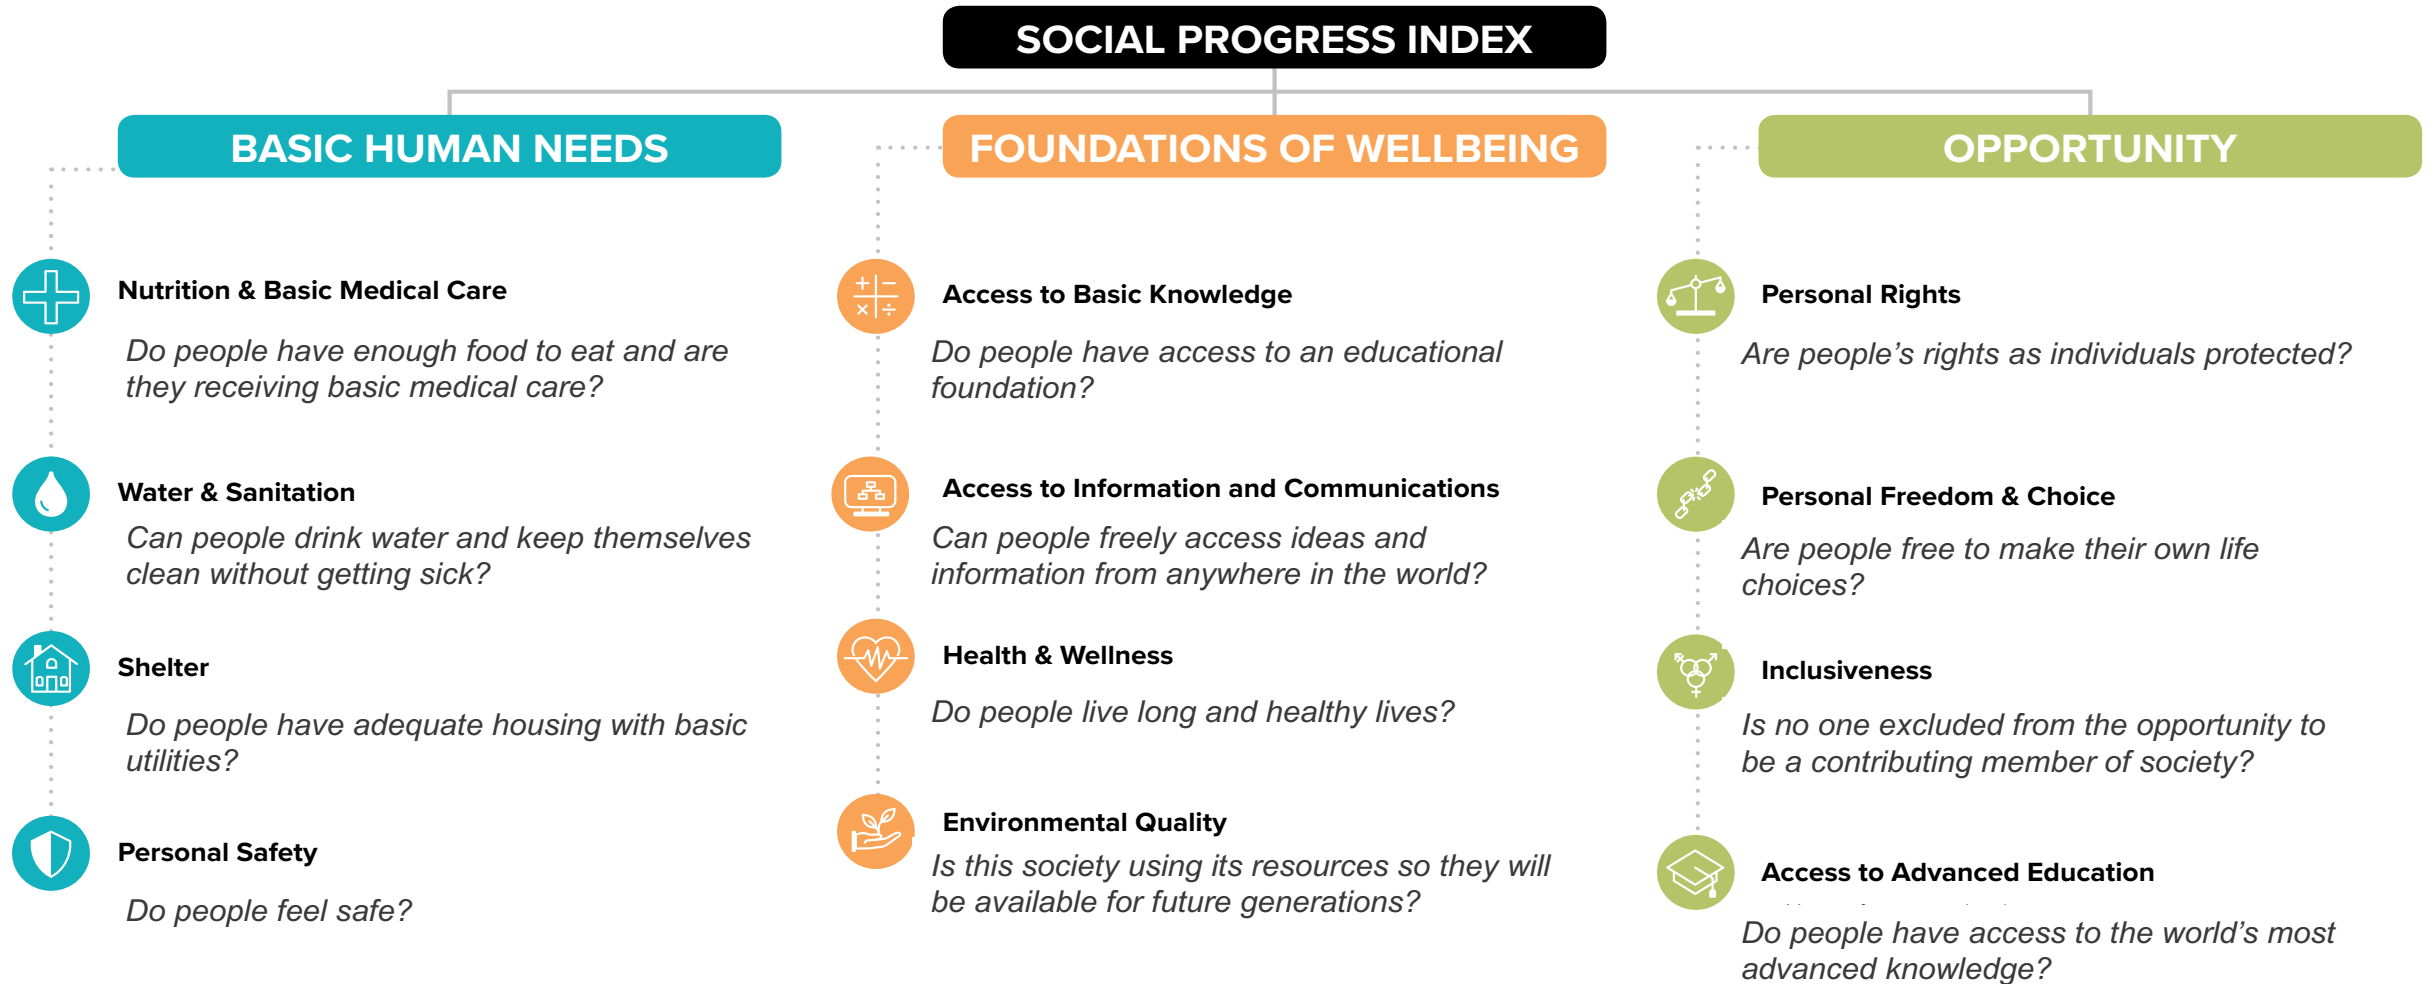 SOCIAL PROGRESS INDEX
BASIC HUMAN NEEDS
Nutrition & Basic Medical Care
Do people have enough food to eat and are
they receiving basic medical care?
Water & Sanitation
Can people drink water and keep themselves
clean without getting sick?
Shelter
Do people have adequate housing with basic
utilities?
Personal Safety
Do people feel safe?
FOUNDATIONS OF WELLBEING
Access to Basic Knowledge
Do people have access to an educational
foundation?
Access to Information and Communications
Can people freely access ideas and
information from anywhere in the world?
Health & Wellness
Do people live long and healthy lives?
Environmental Quality
Is this society using its resources so they will
be available for future generations?
OPPORTUNITY
Personal Rights
Are people’s rights as individuals protected?
Personal Freedom & Choice
Are people free to make their own life
choices?
Inclusiveness
Is no one excluded from the opportunity to
be a contributing member of society?
Access to Advanced Education
Do people have access to the world’s most
advanced knowledge?